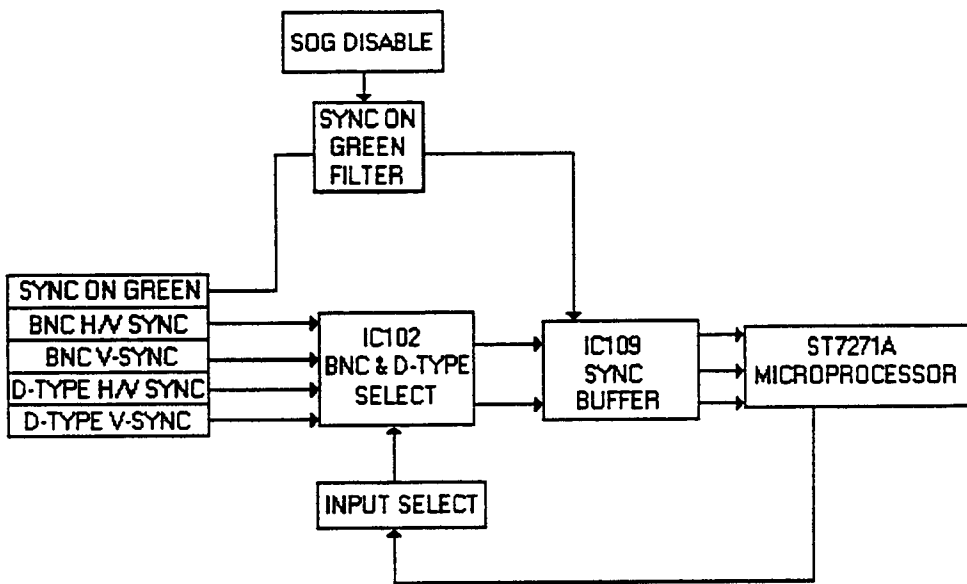 SOG DISABLE
SYNC ON
GREEN
FILTER
SYNC ON GREEN
BNC H/V SYNC
BNC V-SYNC
D-TYPE H/V SYNC
D-TYPE V-SYNC
IC102
BNC & D-TYPE
SELECT
IC109
SYNC
BUFFER
ST7271A
MICROPROCESSOR
INPUT SELECT